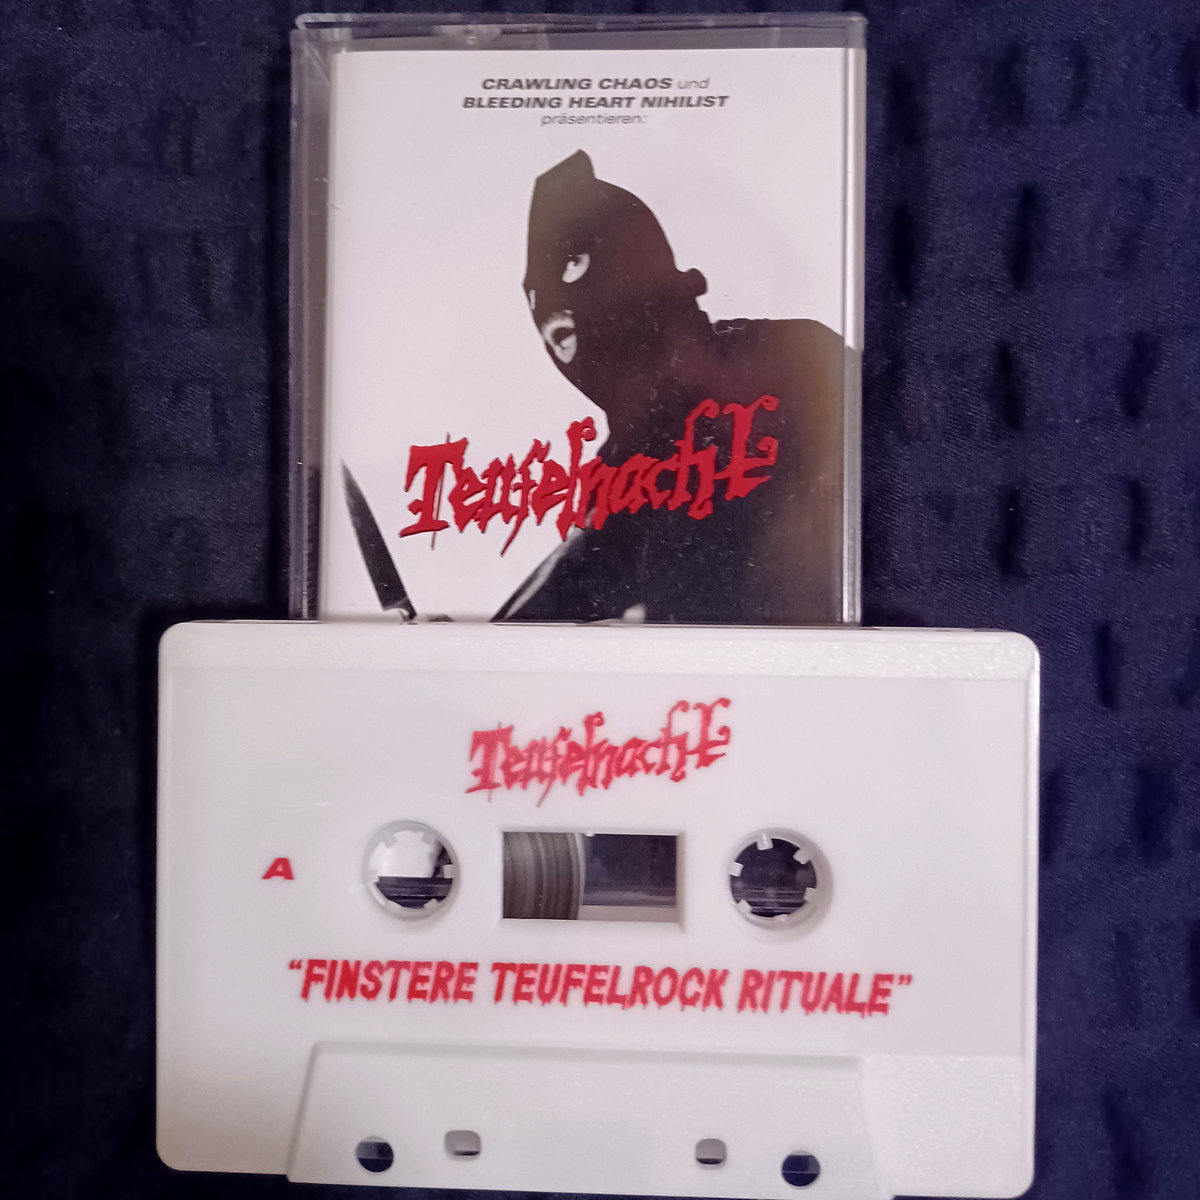 CRAWLING CHAOS und
BLEEDING HEART NIHILIST
präsentieren:
Teufelnacht
Teufelnacht
A
“FINSTERE TEUFELROCK RITUALE”